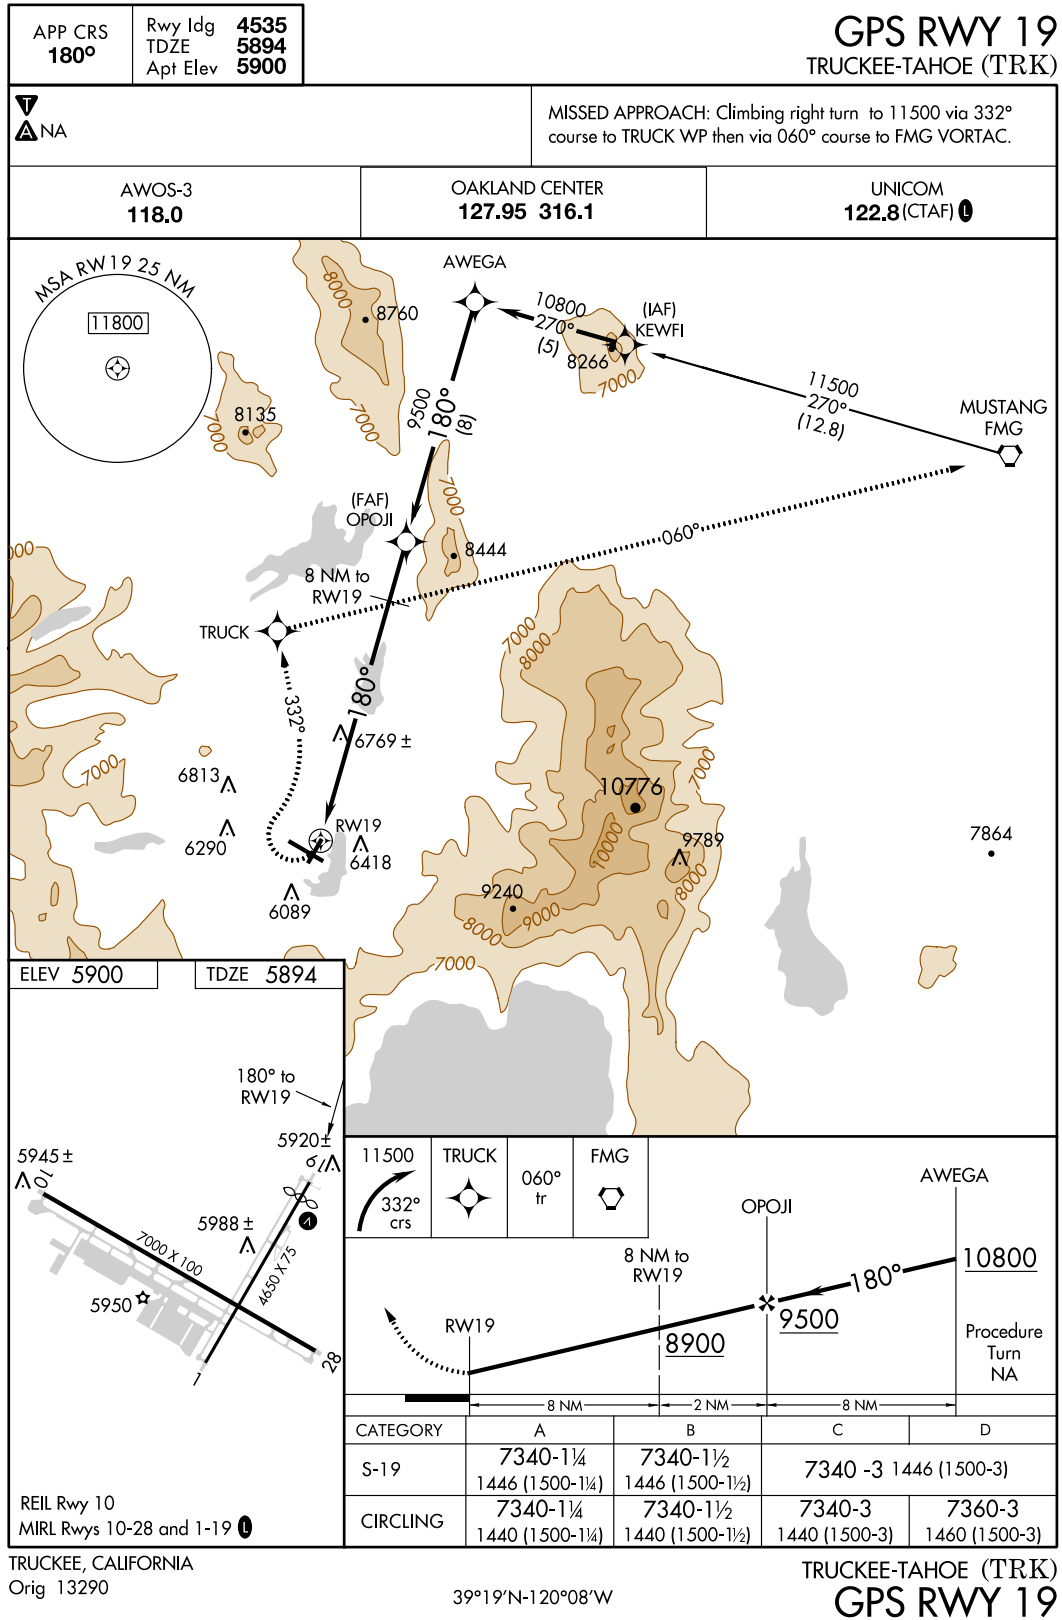 APP CRS
180°
Rwy ldg 4535
TDZE 5894
Apt Elev 5900
GPS RWY 19
TRUCKEE-TAHOE (TRK)
T
A NA
MISSED APPROACH: Climbing right turn to 11500 via 332°
course to TRUCK WP then via 060° course to FMG VORTAC.
AWOS-3
118.0
OAKLAND CENTER
127.95 316.1
UNICOM
122.8 (CTAF) L
MSA RW19 25 NM
11800
AWEGA
8000
8760
7000
10800
270°
(5)
(IAF)
KEWFI
8266
7000
11500
270°
(12.8)
MUSTANG
FMG
7000
8135
9500
180°
(8)
(FAF)
OPOJI
7000
8444
060°
000
8 NM to
RW19
TRUCK
7000
8000
332°
180°
6769 ±
6813
7000
7000
10776
RW19
6290
6418
10000
9789
7864
8000
6089
9240
8000
9000
7000
ELEV 5900
TDZE 5894
180° to
RW19
5945 ±
10
5920 ±
19
V
5988 ±
7000 X 100
4650 X 75
5950
1
28
REIL Rwy 10
MIRL Rwys 10-28 and 1-19 L
11500
332°
crs
TRUCK
060°
tr
FMG
AWEGA
OPOJI
8 NM to
RW19
180°
10800
9500
RW19
8900
Procedure
Turn
NA
8 NM
2 NM
8 NM
CATEGORY A B C D
S-19
7340-1¼
1446 (1500-1¼)
7340-1½
1446 (1500-1½)
7340 -3 1446 (1500-3)
CIRCLING
7340-1¼
1440 (1500-1¼)
7340-1½
1440 (1500-1½)
7340-3
1440 (1500-3)
7360-3
1460 (1500-3)
TRUCKEE, CALIFORNIA
Orig 13290
39°19'N-120°08'W
TRUCKEE-TAHOE (TRK)
GPS RWY 19